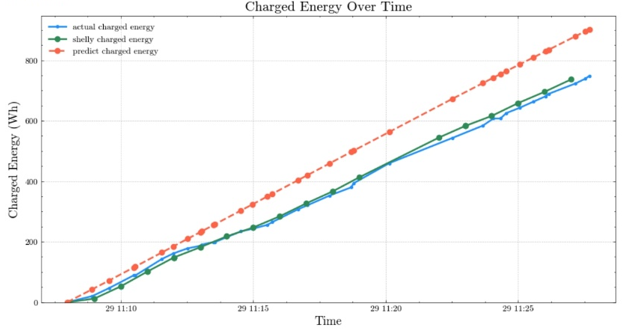 Charged Energy Over Time
actual charged energy
shelly charged energy
predict charged energy
Charged Energy (Wh)
800
600
400
200
0
29 11:10
29 11:15
29 11:20
29 11:25
Time